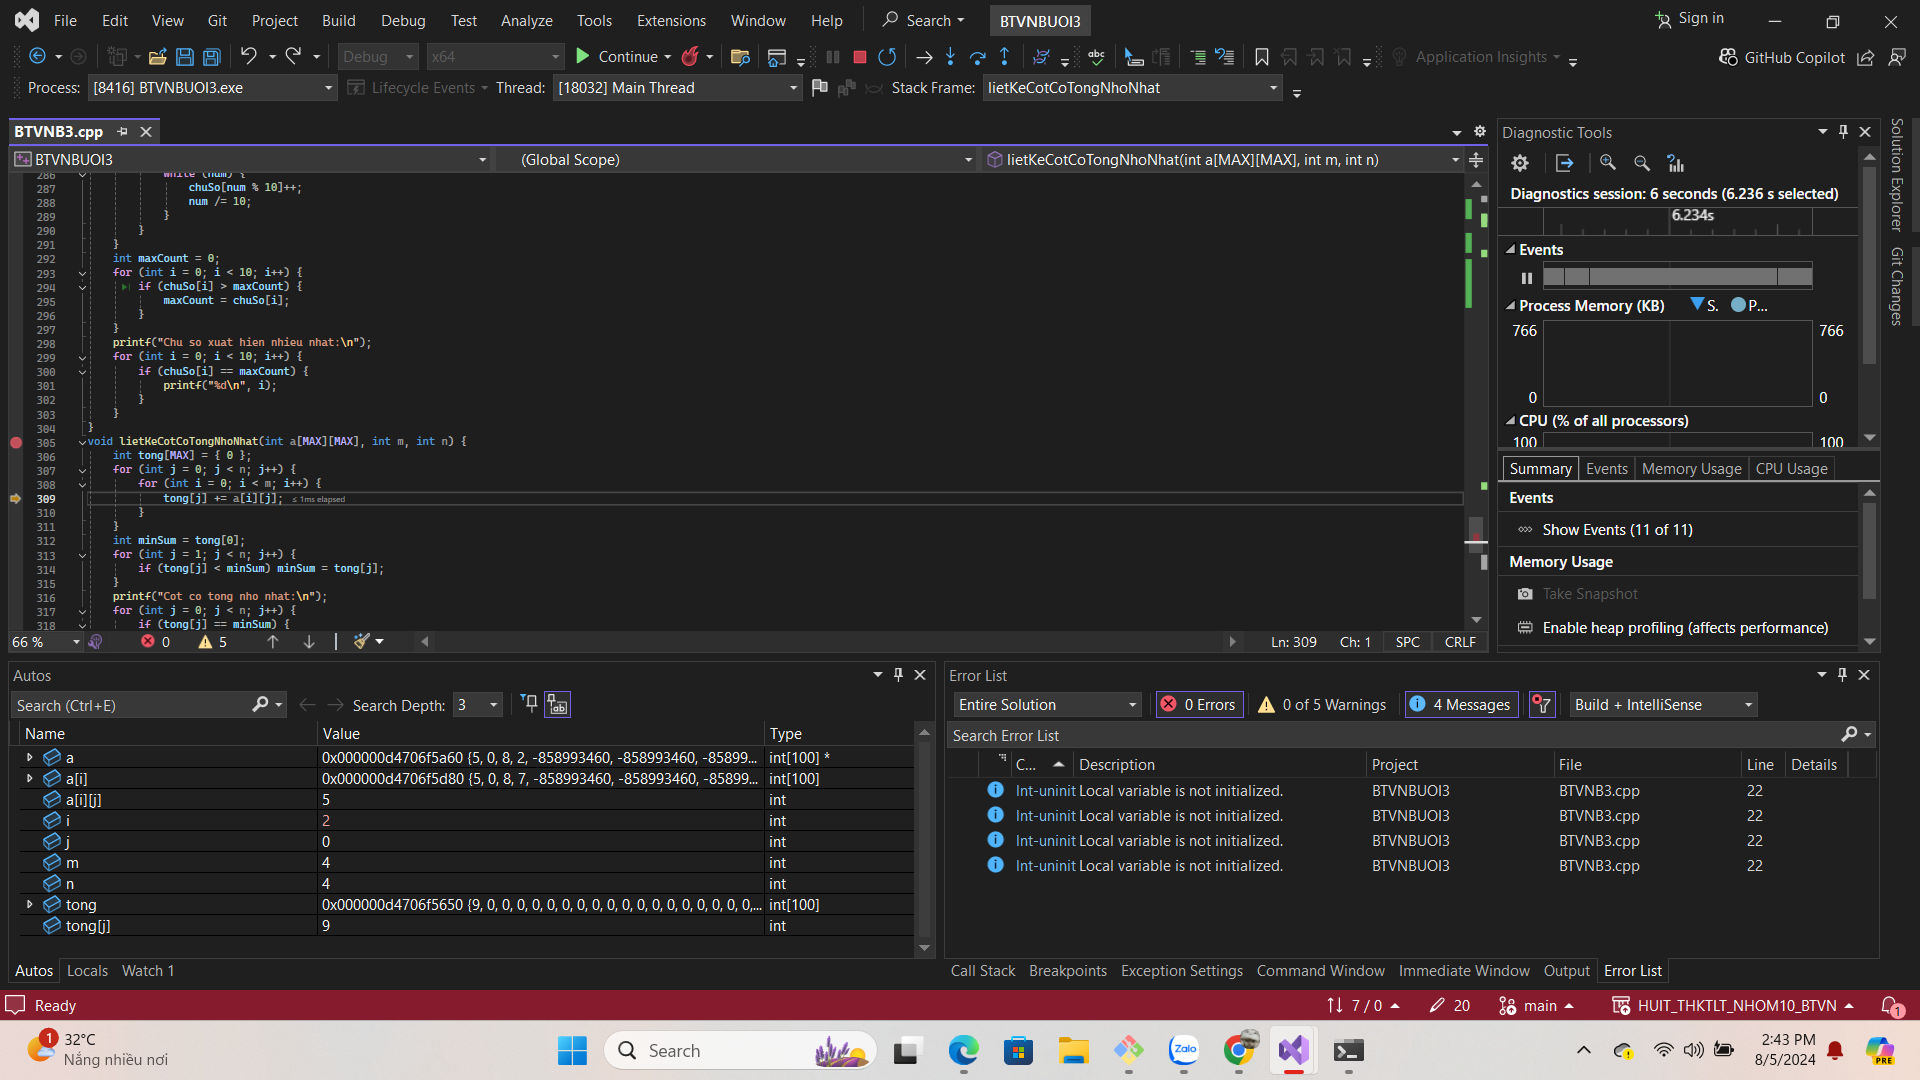 File Edit View Git Project Build Debug Test Analyze Tools Extensions Window Help Search BTVNBUOI3 Sign in
Debug x64 Continue Application Insights GitHub Copilot
Process: [8416] BTVNBUOI3.exe Lifecycle Events Thread: [18032] Main Thread Stack Frame: lietKeCotCoTongNhoNhat
BTVNB3.cpp
BTVNBUOI3 (Global Scope) lietKeCotCoTongNhoNhat(int a[MAX][MAX], int m, int n)
286 while (num) {
287 chuSo[num % 10]++;
288 num /= 10;
289 }
290 }
291 }
292 int maxCount = 0;
293 for (int i = 0; i < 10; i++) {
294 if (chuSo[i] > maxCount) {
295 maxCount = chuSo[i];
296 }
297 }
298 printf("Chu so xuat hien nhieu nhat:\n");
299 for (int i = 0; i < 10; i++) {
300 if (chuSo[i] == maxCount) {
301 printf("%d\n", i);
302 }
303 }
304 }
305 void lietKeCotCoTongNhoNhat(int a[MAX][MAX], int m, int n) {
306 int tong[MAX] = { 0 };
307 for (int j = 0; j < n; j++) {
308 for (int i = 0; i < m; i++) {
309 tong[j] += a[i][j]; ≤ 1ms elapsed
310 }
311 }
312 int minSum = tong[0];
313 for (int j = 1; j < n; j++) {
314 if (tong[j] < minSum) minSum = tong[j];
315 }
316 printf("Cot co tong nho nhat:\n");
317 for (int j = 0; j < n; j++) {
318 if (tong[j] == minSum) {
66 % 0 5 Ln: 309 Ch: 1 SPC CRLF
Diagnostic Tools
Diagnostics session: 6 seconds (6.236 s selected)
6.234s
Events
Process Memory (KB) S. P...
766 766
0 0
CPU (% of all processors)
100 100
Summary Events Memory Usage CPU Usage
Events
Show Events (11 of 11)
Memory Usage
Take Snapshot
Enable heap profiling (affects performance)
Solution Explorer
Git Changes
Autos
Search (Ctrl+E) Search Depth: 3
Name Value Type
a 0x000000d4706f5a60 {5, 0, 8, 2, -858993460, -858993460, -85899... int[100] *
a[i] 0x000000d4706f5d80 {5, 0, 8, 7, -858993460, -858993460, -85899... int[100]
a[i][j] 5 int
i 2 int
j 0 int
m 4 int
n 4 int
tong 0x000000d4706f5650 {9, 0, 0, 0, 0, 0, 0, 0, 0, 0, 0, 0, 0, 0, 0, 0, 0, 0,... int[100]
tong[j] 9 int
Autos Locals Watch 1
Error List
Entire Solution 0 Errors 0 of 5 Warnings 4 Messages Build + IntelliSense
Search Error List
C... Description Project File Line Details
Int-uninit Local variable is not initialized. BTVNBUOI3 BTVNB3.cpp 22
Int-uninit Local variable is not initialized. BTVNBUOI3 BTVNB3.cpp 22
Int-uninit Local variable is not initialized. BTVNBUOI3 BTVNB3.cpp 22
Int-uninit Local variable is not initialized. BTVNBUOI3 BTVNB3.cpp 22
Call Stack Breakpoints Exception Settings Command Window Immediate Window Output Error List
Ready 7 / 0 20 main HUIT_THKTLT_NHOM10_BTVN 1
1 32°C
Nắng nhiều nơi
Search
Zalo
2:43 PM
8/5/2024
PRE